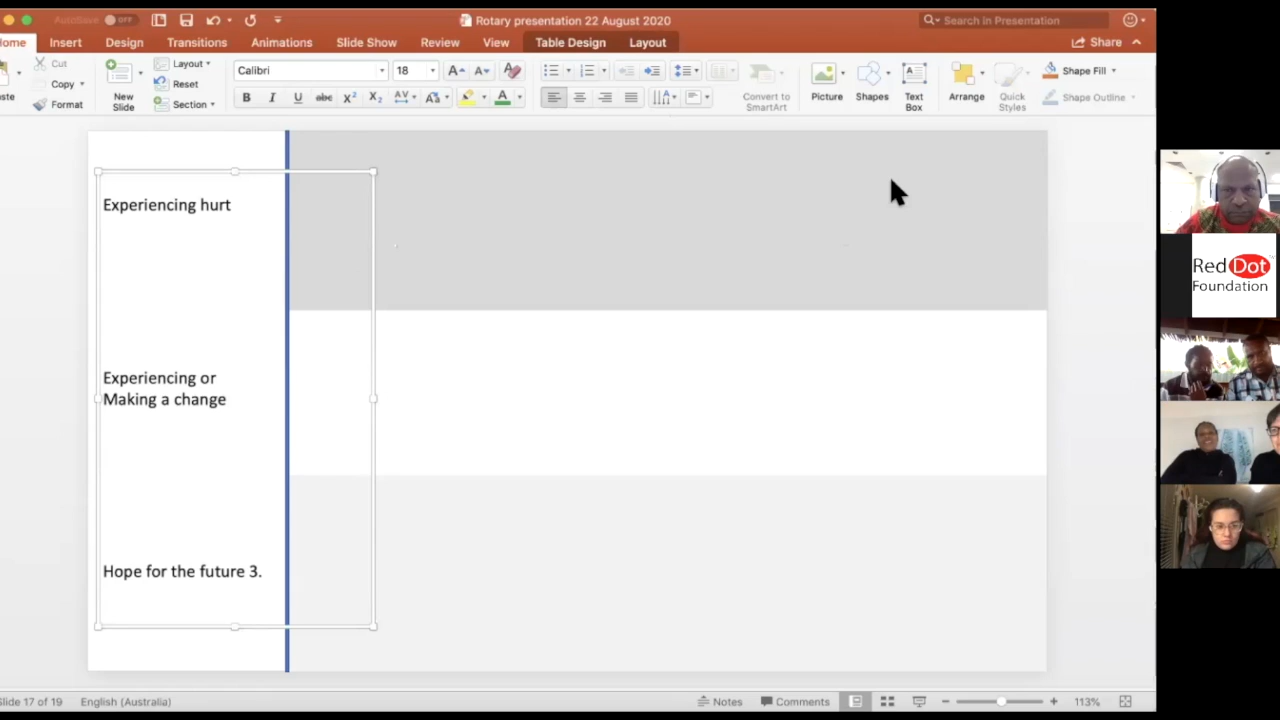 AutoSave OFF
Rotary presentation 22 August 2020
Search in Presentation
Home Insert Design Transitions Animations Slide Show Review View Table Design Layout
Share
Cut
Copy
Format
New Slide
Layout
Reset
Section
Calibri
18
Convert to SmartArt
Picture
Shapes
Text Box
Arrange
Quick Styles
Shape Fill
Shape Outline
Experiencing hurt
Experiencing or
Making a change
Hope for the future 3.
Red Dot
Foundation
Slide 17 of 19
English (Australia)
Notes
Comments
113%